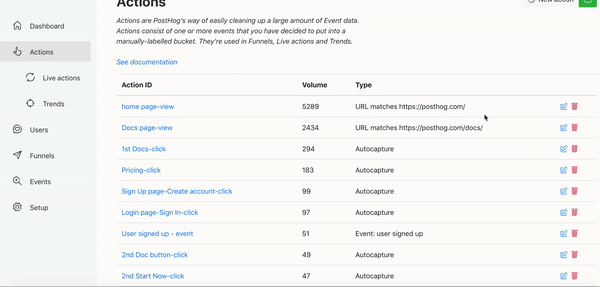 Actions
New action
Dashboard
Actions are PostHog's way of easily cleaning up a large amount of Event data.
Actions consist of one or more events that you have decided to put into a
manually-labelled bucket. They're used in Funnels, Live actions and Trends.
Actions
See documentation
Live actions
Action ID Volume Type
Trends
home page-view 5289 URL matches https://posthog.com/
Users
Docs page-view 2434 URL matches https://posthog.com/docs/
Funnels
1st Docs-click 294 Autocapture
Pricing-click 183 Autocapture
Events
Sign Up page-Create account-click 99 Autocapture
Setup
Login page-Sign In-click 97 Autocapture
User signed up - event 51 Event: user signed up
2nd Doc button-click 49 Autocapture
2nd Start Now-click 47 Autocapture